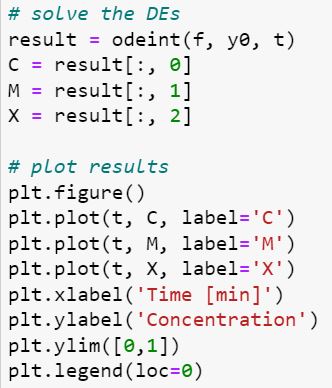 # solve the DEs
result = odeint(f, y0, t)
C = result[:, 0]
M = result[:, 1]
X = result[:, 2]

# plot results
plt.figure()
plt.plot(t, C, label='C')
plt.plot(t, M, label='M')
plt.plot(t, X, label='X')
plt.xlabel('Time [min]')
plt.ylabel('Concentration')
plt.ylim([0,1])
plt.legend(loc=0)